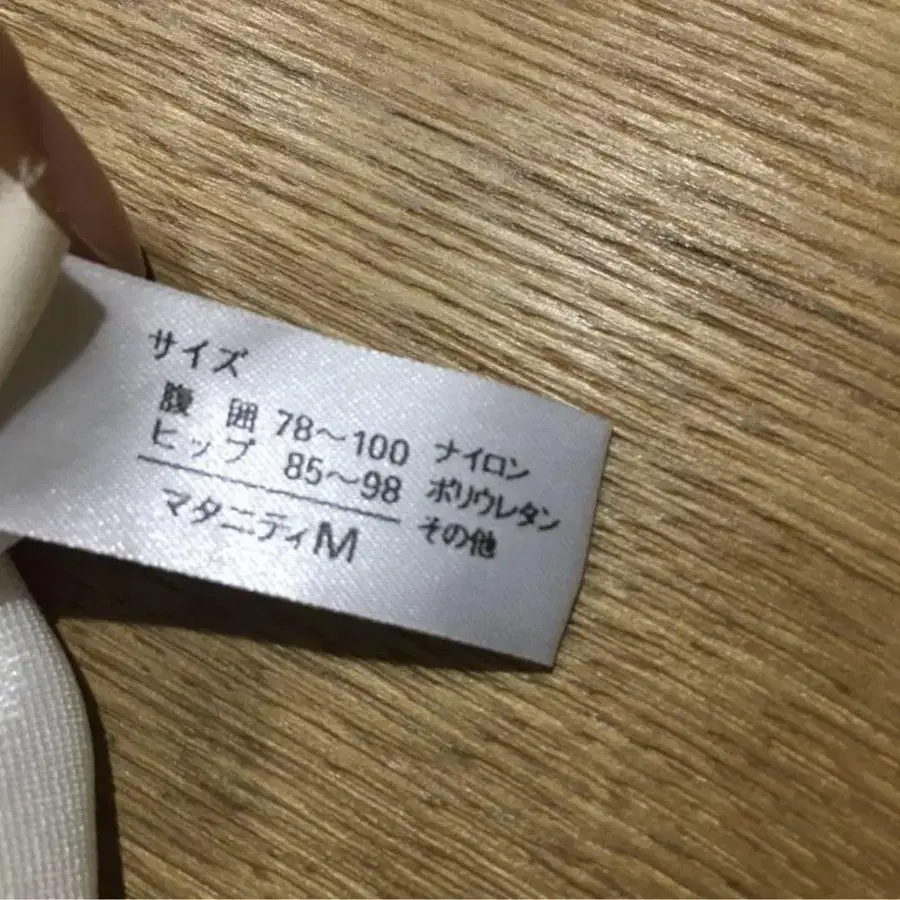 サイズ
腹 囲 78～100
ヒップ 85～98
マタニティM
ナイロン
ポリウレタン
その他